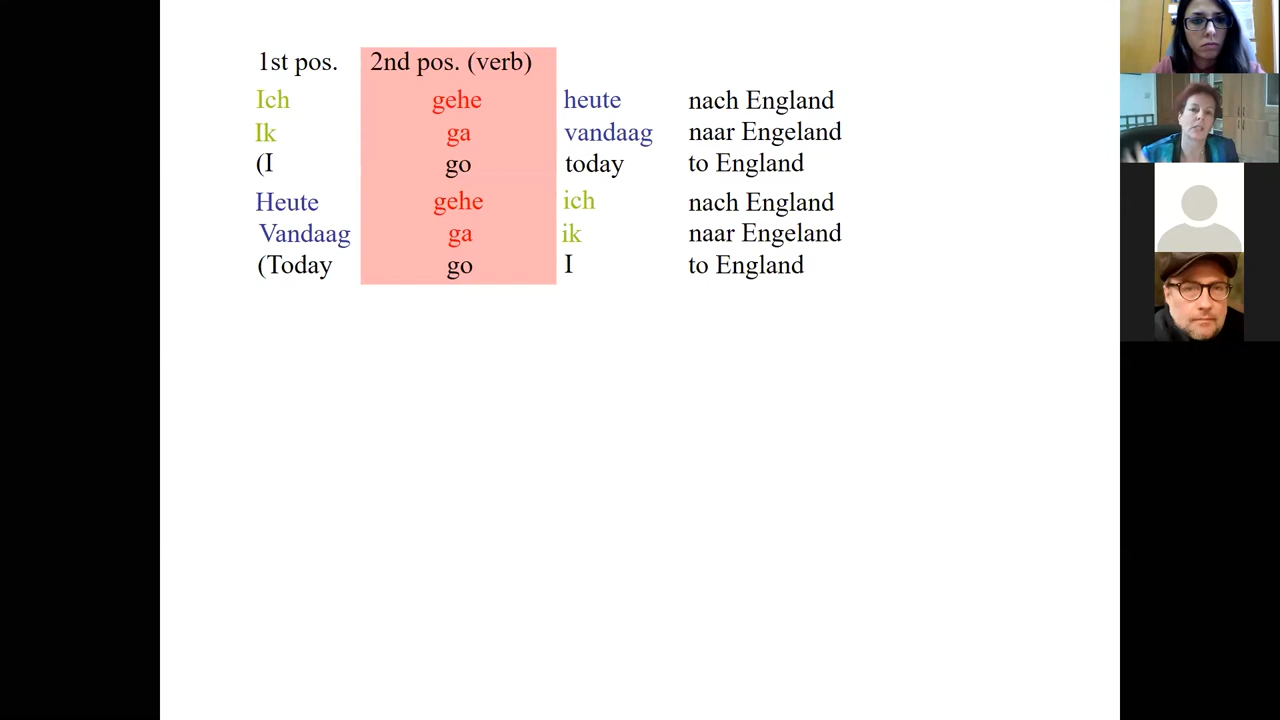 1st pos. 2nd pos. (verb)
Ich gehe heute nach England
Ik ga vandaag naar Engeland
(I go today to England
Heute gehe ich nach England
Vandaag ga ik naar Engeland
(Today go I to England